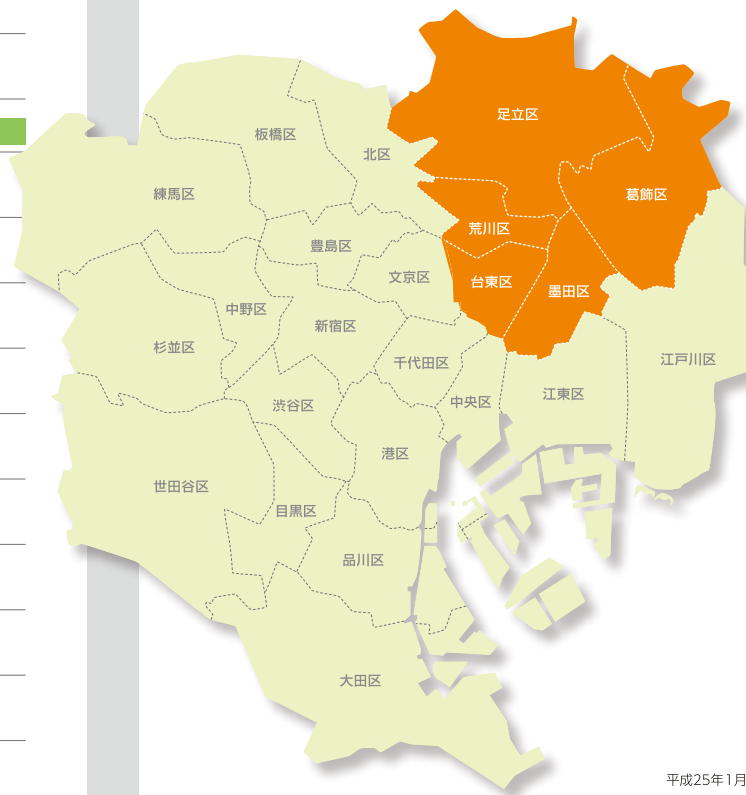 足立区
板橋区
北区
練馬区
葛飾区
荒川区
豊島区
文京区
台東区
墨田区
中野区
新宿区
杉並区
千代田区
江戸川区
渋谷区
中央区
江東区
港区
世田谷区
目黒区
品川区
大田区
平成25年1月